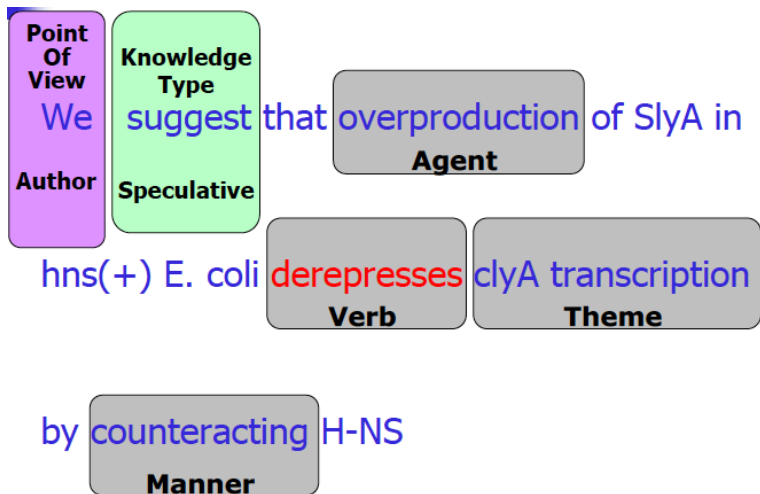 Point Of View
Knowledge Type
We suggest that overproduction of SlyA in
Agent
Author
Speculative
hns(+) E. coli derepresses clyA transcription
Verb
Theme
by counteracting H-NS
Manner